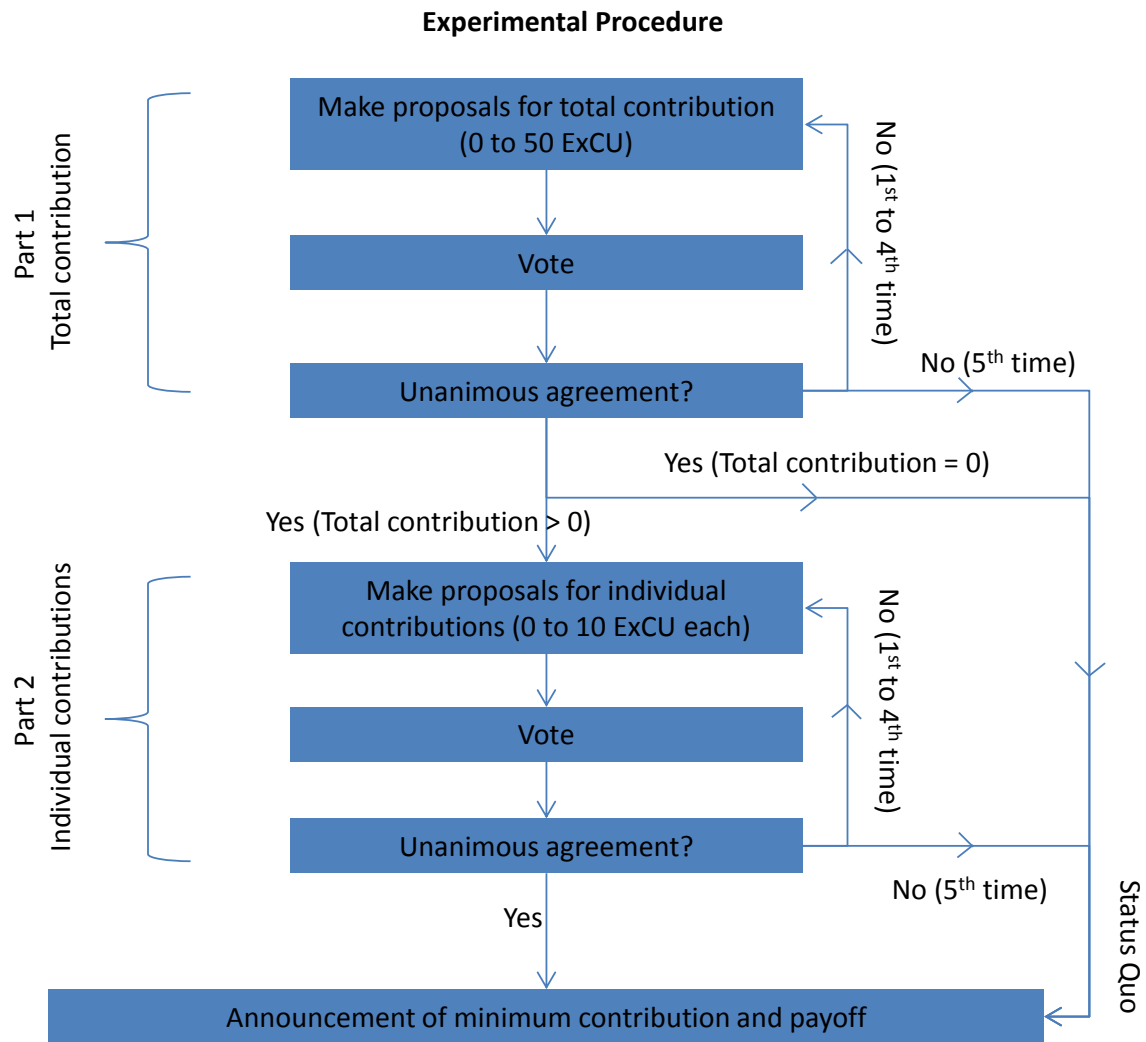 Experimental Procedure
Part 1
Total contribution
Make proposals for total contribution
(0 to 50 ExCU)
Vote
Unanimous agreement?
No (1st to 4th time)
No (5th time)
Yes (Total contribution = 0)
Yes (Total contribution > 0)
Part 2
Individual contributions
Make proposals for individual
contributions (0 to 10 ExCU each)
Vote
Unanimous agreement?
No (1st to 4th time)
No (5th time)
Yes
Status Quo
Announcement of minimum contribution and payoff